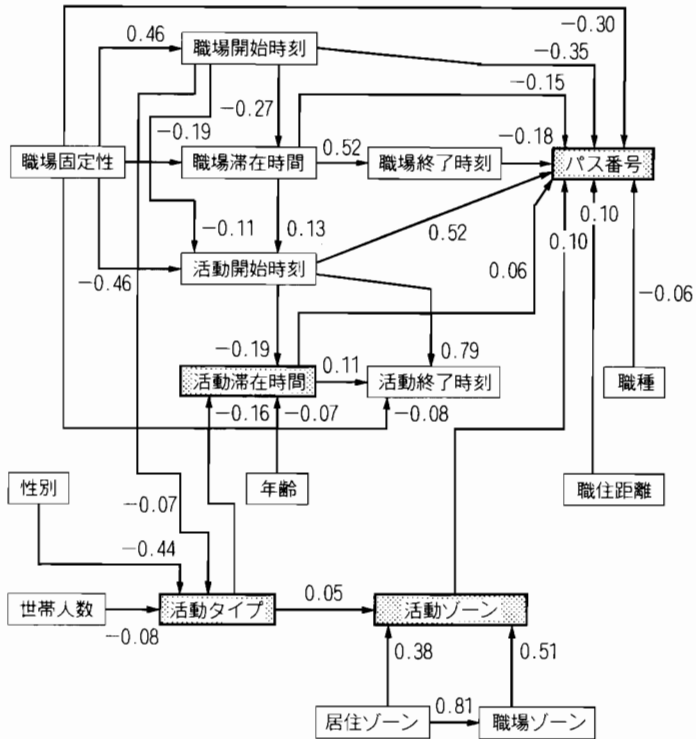 −0.30
0.46
職場開始時刻
−0.35
−0.15
−0.27
−0.19
−0.18
職場固定性
職場滞在時間
0.52
職場終了時刻
パス番号
−0.11
0.13
0.52
0.10
0.10
−0.46
活動開始時刻
0.06
−0.06
−0.19
0.11
0.79
活動滞在時間
活動終了時刻
職種
−0.16
−0.07
−0.08
性別
年齢
職住距離
−0.07
−0.44
世帯人数
−0.08
活動タイプ
0.05
活動ゾーン
0.38
0.51
居住ゾーン
0.81
職場ゾーン